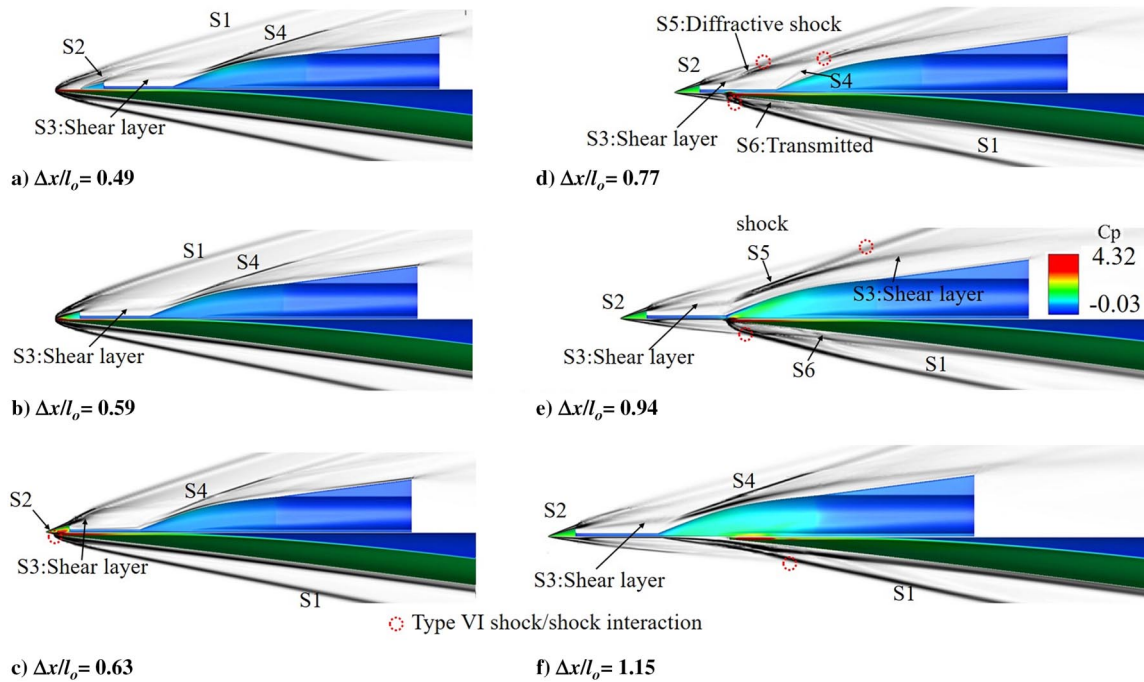 S1
S4
S2
S3:Shear layer
a) Δx/lo= 0.49
S1
S4
S3:Shear layer
b) Δx/lo= 0.59
S2
S4
S3:Shear layer
S1
c) Δx/lo= 0.63
S5:Diffractive shock
S2
S4
S3:Shear layer
S6:Transmitted
S1
d) Δx/lo= 0.77
shock
S5
Cp
4.32
-0.03
S3:Shear layer
S2
S3:Shear layer
S6
S1
e) Δx/lo= 0.94
S4
S2
S3:Shear layer
S1
Type VI shock/shock interaction
f) Δx/lo= 1.15